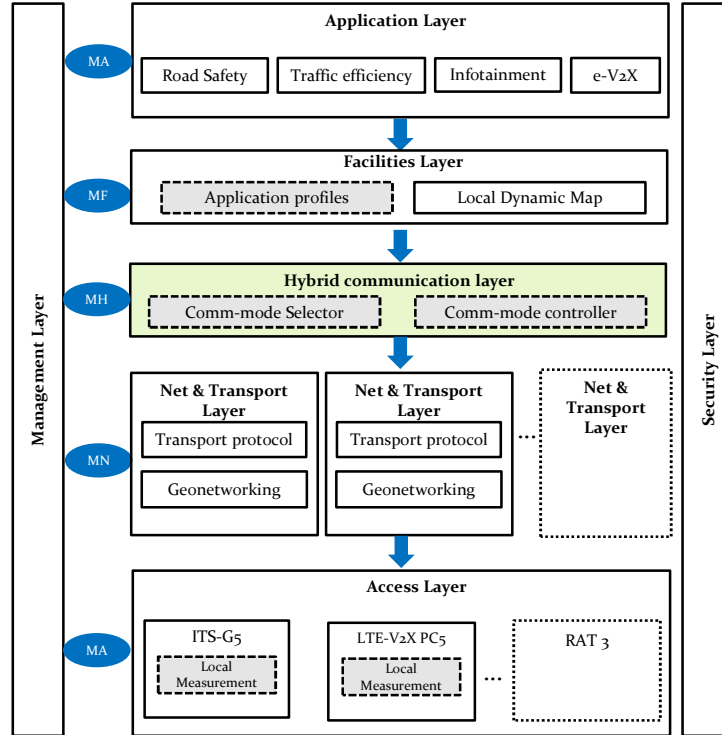 Application Layer
MA
Road Safety
Traffic efficiency
Infotainment
e-V2X
Facilities Layer
MF
Application profiles
Local Dynamic Map
Hybrid communication layer
MH
Comm-mode Selector
Comm-mode controller
Management Layer
Security Layer
Net & Transport
Layer
Transport protocol
Geonetworking
Net & Transport
Layer
Transport protocol
Geonetworking
...
Net &
Transport
Layer
MN
Access Layer
MA
ITS-G5
Local
Measurement
LTE-V2X PC5
Local
Measurement
...
RAT 3